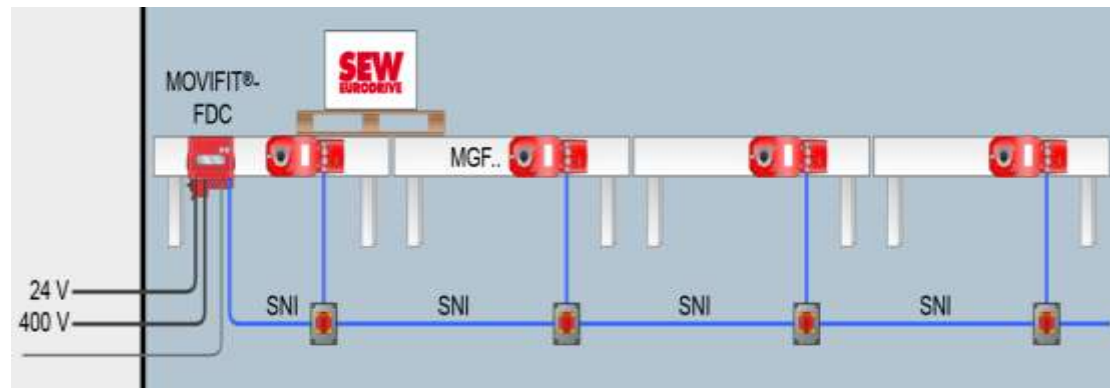 MOVIFIT®-
FDC
SEW
EURODRIVE
MGF..
24 V
400 V
SNI
SNI
SNI
SNI